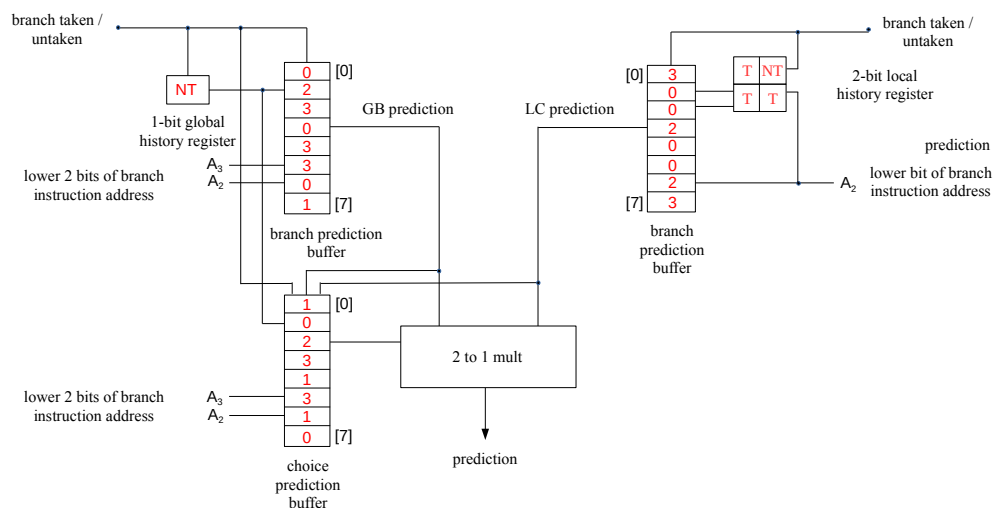 branch taken /
untaken
NT
1-bit global
history register
A3
A2
lower 2 bits of branch
instruction address
0
2
3
0
3
3
0
1
[0]
[7]
branch prediction
buffer
GB prediction
LC prediction
[0]
[7]
3
0
0
2
0
0
2
3
branch
prediction
buffer
branch taken /
untaken
T NT
T T
2-bit local
history register
prediction
A2
lower bit of branch
instruction address
1
0
2
3
1
3
1
0
[0]
[7]
lower 2 bits of branch
instruction address
A3
A2
choice
prediction
buffer
2 to 1 mult
prediction